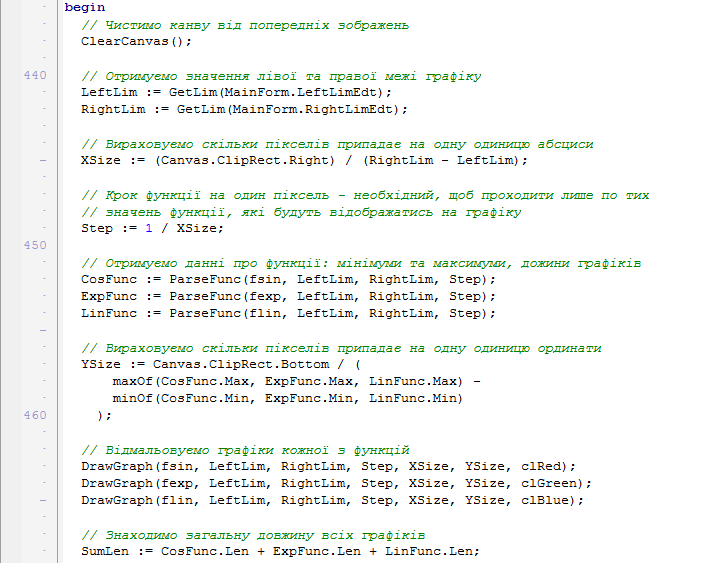 begin
// Чистимо канву від попередніх зображень
ClearCanvas();
440 // Отримуемо значення лівої та правої межі графіку
LeftLim := GetLim(MainForm.LeftLimEdt);
RightLim := GetLim(MainForm.RightLimEdt);
// Вираховуемо скільки пікселів припадає на одну одиницю абсциси
XSize := (Canvas.ClipRect.Right) / (RightLim - LeftLim);
// Крок функції на один піксель - необхідний, щоб проходити лише по тих
// значень функції, які будуть відображатись на графіку
Step := 1 / XSize;
450
// Отримуемо данні про функції: мінімуми та максимуми, дожини графіків
CosFunc := ParseFunc(fsin, LeftLim, RightLim, Step);
ExpFunc := ParseFunc(fexp, LeftLim, RightLim, Step);
LinFunc := ParseFunc(flin, LeftLim, RightLim, Step);
// Вираховуемо скільки пікселів припадає на одну одиницю ординати
YSize := Canvas.ClipRect.Bottom / (
maxOf(CosFunc.Max, ExpFunc.Max, LinFunc.Max) -
minOf(CosFunc.Min, ExpFunc.Min, LinFunc.Min)
460 );
// Відмальовуемо графіки кожної з функцій
DrawGraph(fsin, LeftLim, RightLim, Step, XSize, YSize, clRed);
DrawGraph(fexp, LeftLim, RightLim, Step, XSize, YSize, clGreen);
DrawGraph(flin, LeftLim, RightLim, Step, XSize, YSize, clBlue);
// Знаходимо загальну довжину всіх графіків
SumLen := CosFunc.Len + ExpFunc.Len + LinFunc.Len;